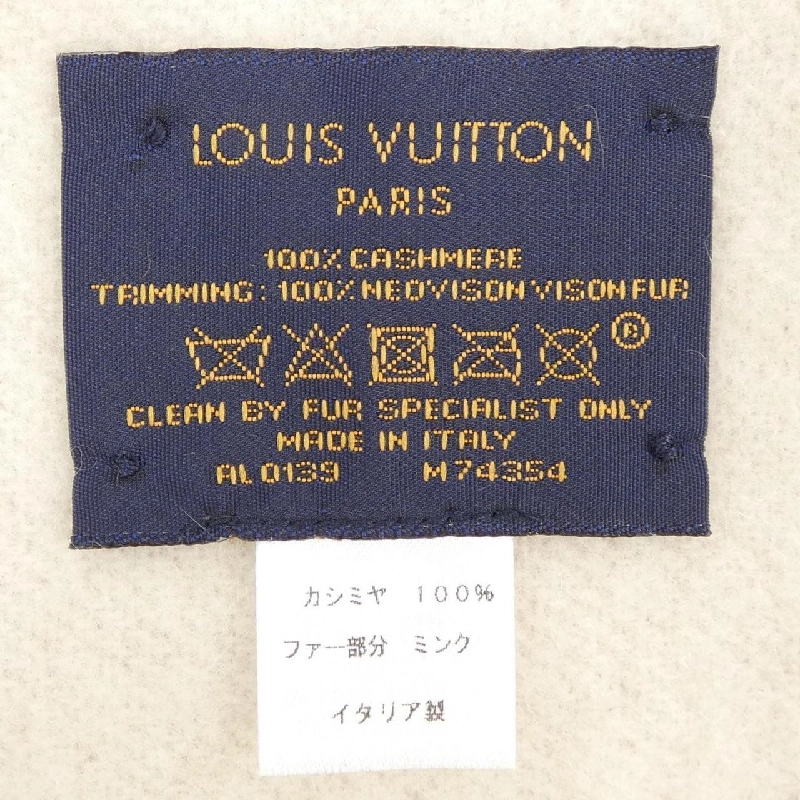 LOUIS VUITTON
PARIS
100% CASHMERE
TRIMMING: 100% NEOVISON VISON FUR
®
CLEAN BY FUR SPECIALIST ONLY
MADE IN ITALY
AL0139 M74354
カシミヤ 100%
ファー部分 ミンク
イタリア製